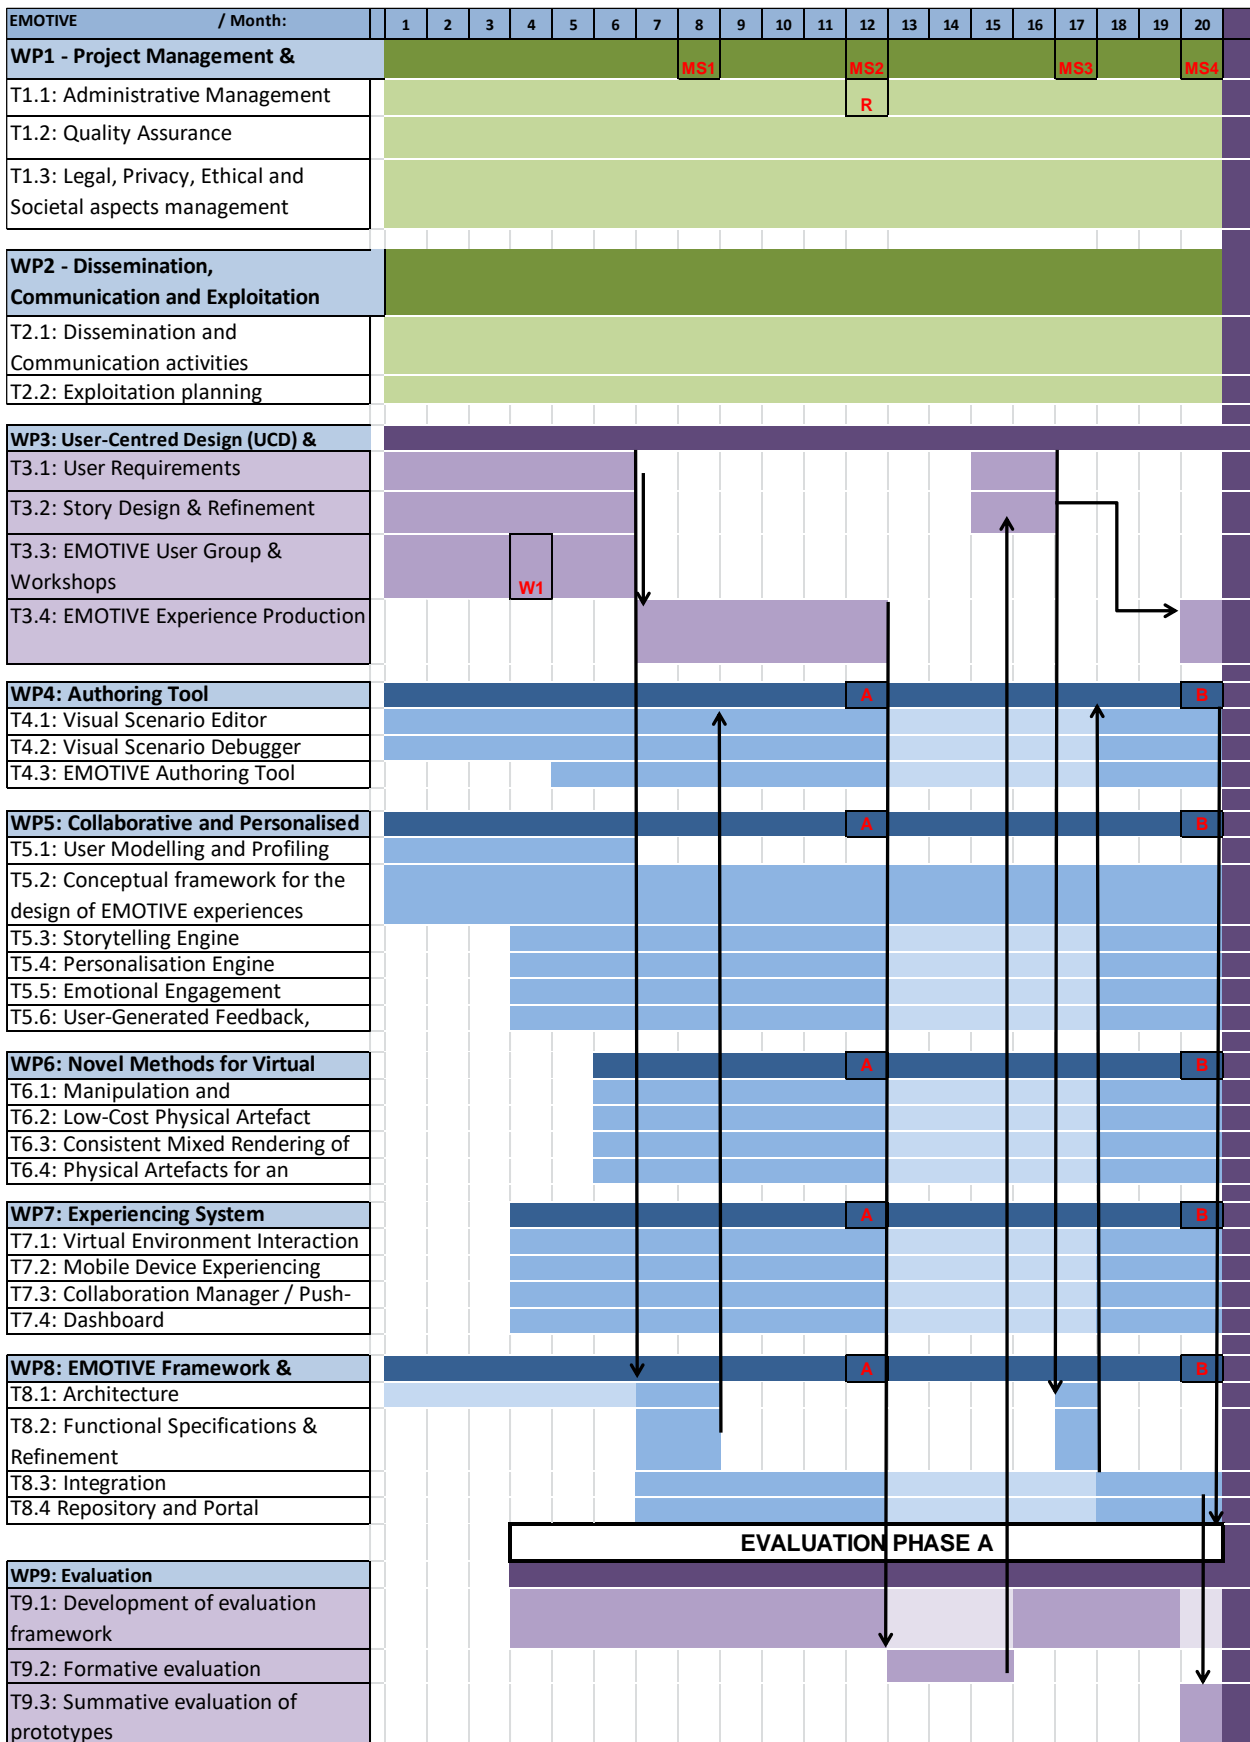 EMOTIVE / Month: 1 2 3 4 5 6 7 8 9 10 11 12 13 14 15 16 17 18 19 20
WP1 - Project Management &
MS1 MS2 MS3 MS4
T1.1: Administrative Management
R
T1.2: Quality Assurance
T1.3: Legal, Privacy, Ethical and
Societal aspects management
WP2 - Dissemination,
Communication and Exploitation
T2.1: Dissemination and
Communication activities
T2.2: Exploitation planning
WP3: User-Centred Design (UCD) &
T3.1: User Requirements
T3.2: Story Design & Refinement
T3.3: EMOTIVE User Group &
Workshops
W1
T3.4: EMOTIVE Experience Production
WP4: Authoring Tool A B
T4.1: Visual Scenario Editor
T4.2: Visual Scenario Debugger
T4.3: EMOTIVE Authoring Tool
WP5: Collaborative and Personalised A B
T5.1: User Modelling and Profiling
T5.2: Conceptual framework for the
design of EMOTIVE experiences
T5.3: Storytelling Engine
T5.4: Personalisation Engine
T5.5: Emotional Engagement
T5.6: User-Generated Feedback,
WP6: Novel Methods for Virtual A B
T6.1: Manipulation and
T6.2: Low-Cost Physical Artefact
T6.3: Consistent Mixed Rendering of
T6.4: Physical Artefacts for an
WP7: Experiencing System A B
T7.1: Virtual Environment Interaction
T7.2: Mobile Device Experiencing
T7.3: Collaboration Manager / Push-
T7.4: Dashboard
WP8: EMOTIVE Framework & A B
T8.1: Architecture
T8.2: Functional Specifications &
Refinement
T8.3: Integration
T8.4 Repository and Portal
EVALUATION PHASE A
WP9: Evaluation
T9.1: Development of evaluation
framework
T9.2: Formative evaluation
T9.3: Summative evaluation of
prototypes